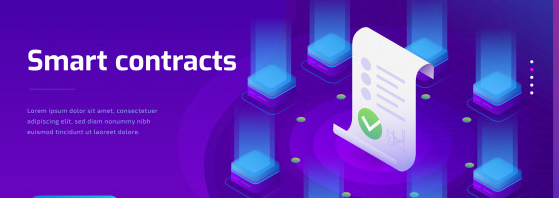 Smart contracts
Lorem ipsum dolor sit amet, consectetuer
adipiscing elit, sed diam nonummy nibh
euismod tincidunt ut laoreet dolore.